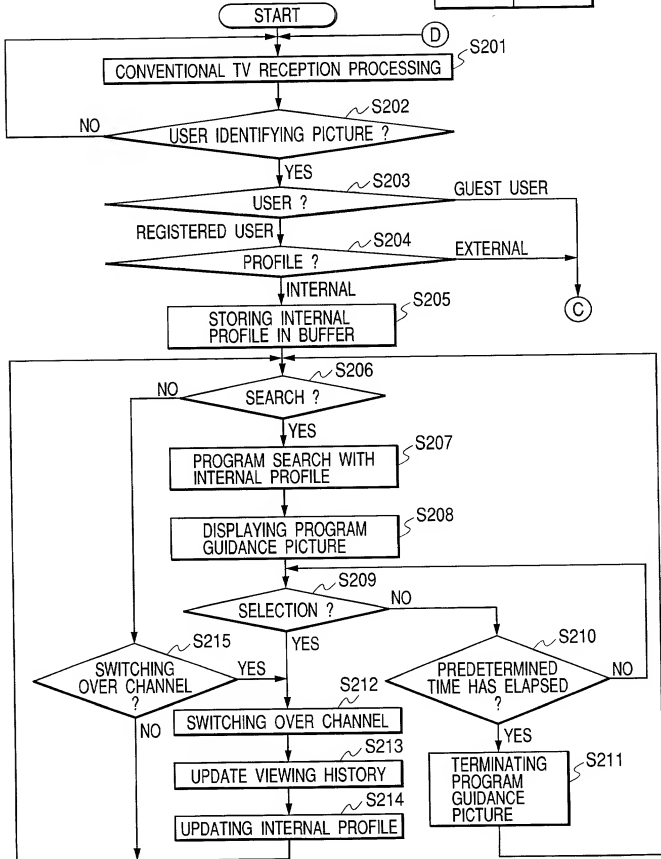 START
D
S201
CONVENTIONAL TV RECEPTION PROCESSING
S202
NO
USER IDENTIFYING PICTURE ?
YES
S203
GUEST USER
USER ?
REGISTERED USER
S204
EXTERNAL
PROFILE ?
INTERNAL
C
S205
STORING INTERNAL
PROFILE IN BUFFER
S206
NO
SEARCH ?
YES
S207
PROGRAM SEARCH WITH
INTERNAL PROFILE
S208
DISPLAYING PROGRAM
GUIDANCE PICTURE
S209
SELECTION ?
NO
YES
S215
SWITCHING
OVER CHANNEL
?
YES
NO
S210
PREDETERMINED
TIME HAS ELAPSED
?
NO
YES
S212
SWITCHING OVER CHANNEL
S213
UPDATE VIEWING HISTORY
S214
UPDATING INTERNAL PROFILE
S211
TERMINATING
PROGRAM
GUIDANCE
PICTURE